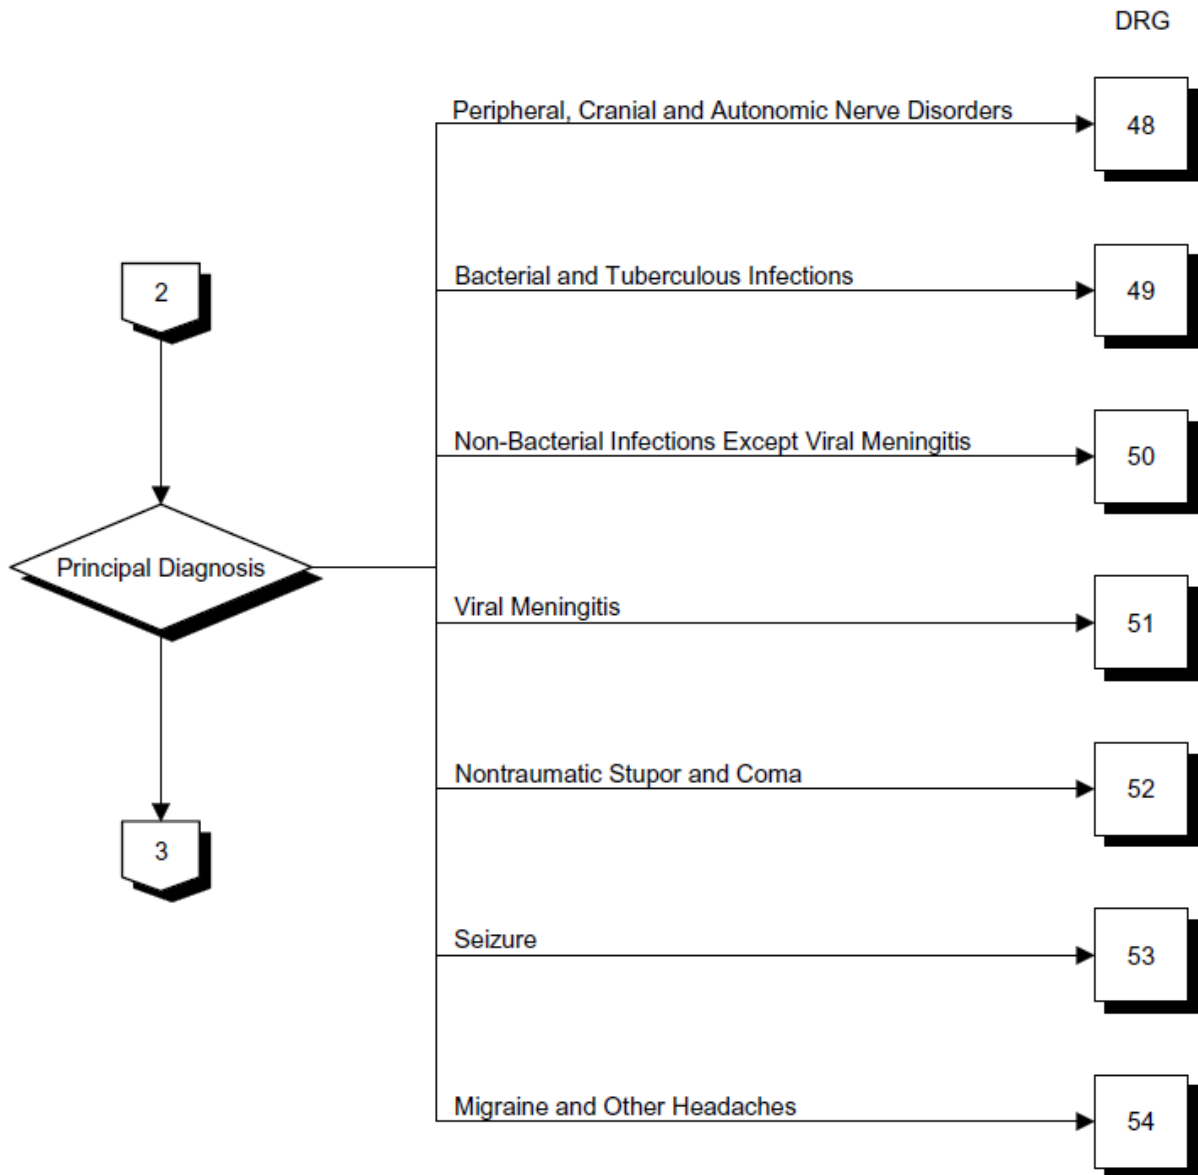 DRG
Peripheral, Cranial and Autonomic Nerve Disorders
48
2
Bacterial and Tuberculous Infections
49
Non-Bacterial Infections Except Viral Meningitis
50
Principal Diagnosis
Viral Meningitis
51
Nontraumatic Stupor and Coma
52
3
Seizure
53
Migraine and Other Headaches
54